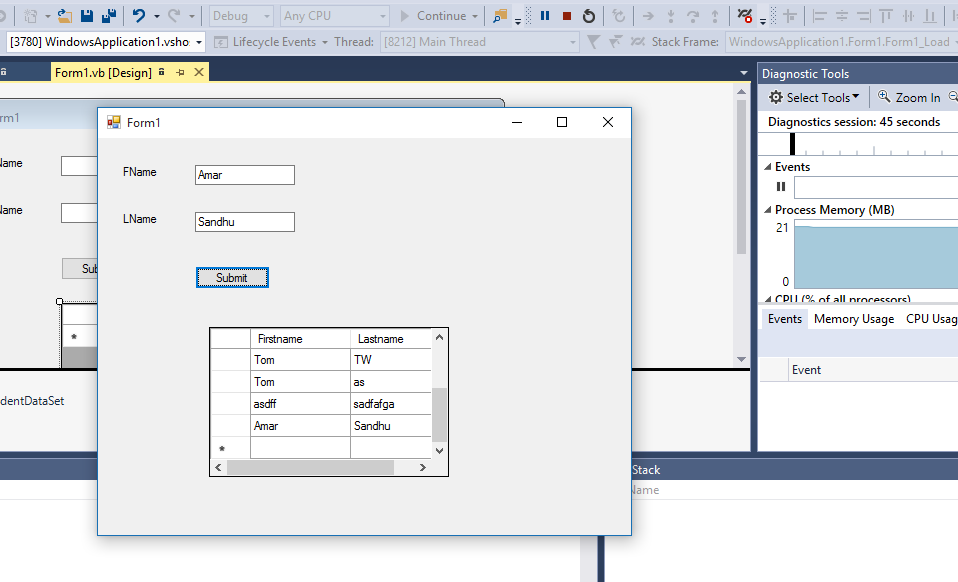 Debug Any CPU Continue
[3780] WindowsApplication1.vsho Lifecycle Events Thread: [8212] Main Thread Stack Frame: WindowsApplication1.Form1.Form1_Load
Form1.vb [Design]
Diagnostic Tools
Select Tools Zoom In
Diagnostics session: 45 seconds
Events
Process Memory (MB)
21
0
CPU (% of all processors)
Events Memory Usage CPU Usag
Event
rm1
Name
Name
Sub
*
dentDataSet
Form1
FName Amar
LName Sandhu
Submit
Firstname Lastname
Tom TW
Tom as
asdff sadfafga
Amar Sandhu
*
Stack
Name